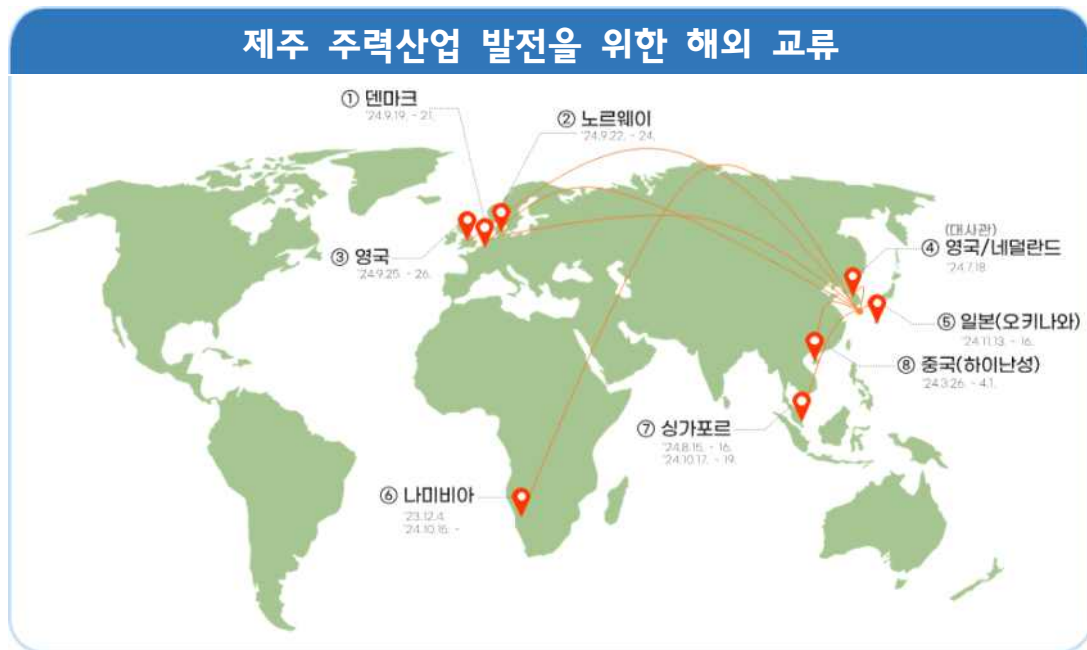 제주 주력산업 발전을 위한 해외 교류
① 덴마크
'24.9.19. - 21.
② 노르웨이
'24.9.22. - 24.
③ 영국
'24.9.25. - 26.
(대사관)
④ 영국/네덜란드
'24.7.18.
⑤ 일본(오키나와)
'24.11.13. - 16.
⑧ 중국(하이난성)
'24.3.26. - 4.1.
⑦ 싱가포르
'24.8.15. - 16.
'24.10.17. - 19.
⑥ 나미비아
'23.12.4.
'24.10.15. -